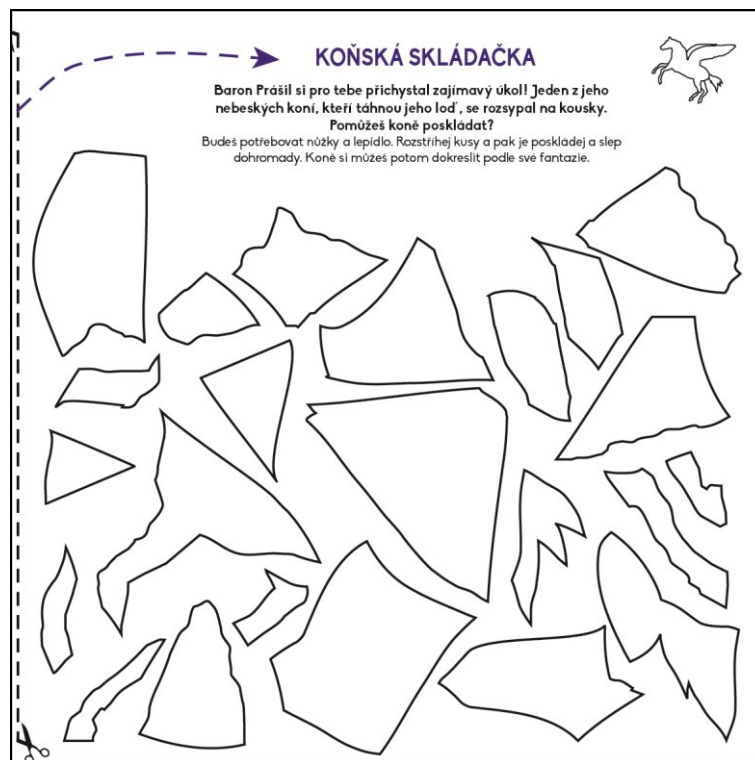 KOŇSKÁ SKLÁDAČKA
Baron Prášil si pro tebe přichystal zajímavý úkol! Jeden z jeho
nebeských koní, kteří táhnou jeho loď, se rozsypal na kousky.
Pomůžeš koně poskládat?
Budeš potřebovat nůžky a lepidlo. Rozstříhej kusy a pak je poskládej a slep
dohromady. Koně si můžeš potom dokreslit podle své fantazie.